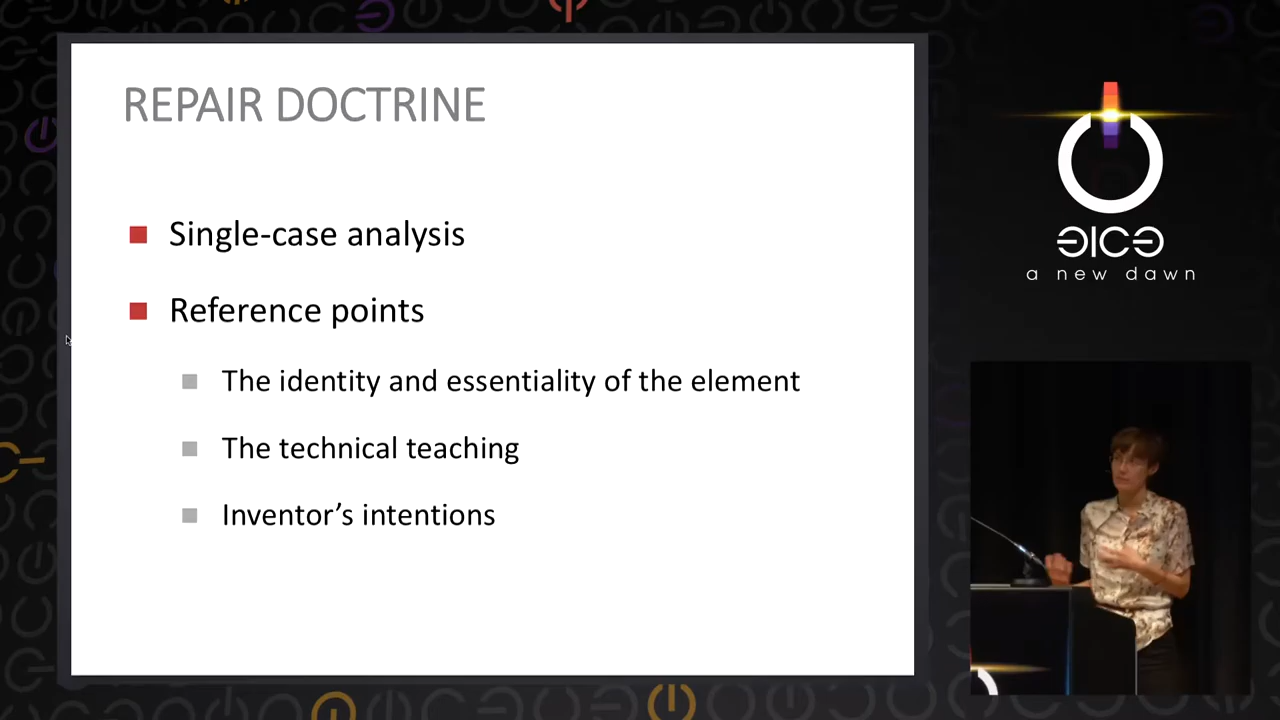 REPAIR DOCTRINE
Single-case analysis
Reference points
The identity and essentiality of the element
The technical teaching
Inventor’s intentions
a new dawn